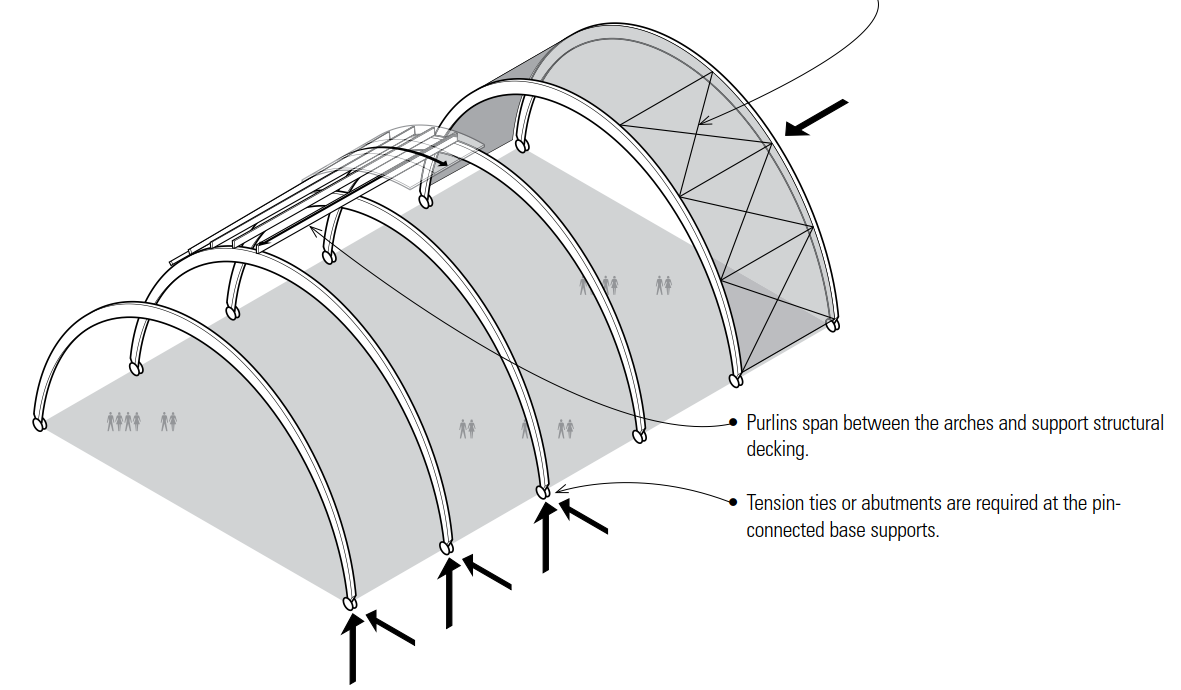 • Purlins span between the arches and support structural
decking.
• Tension ties or abutments are required at the pin-
connected base supports.